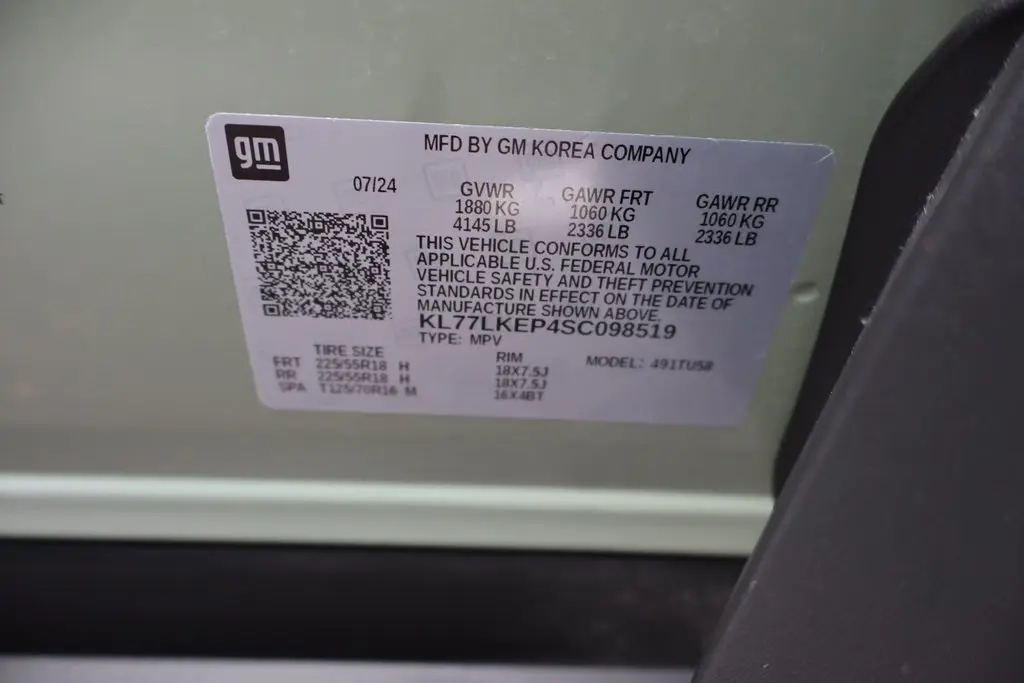 gm
MFD BY GM KOREA COMPANY
07/24
GVWR GAWR FRT GAWR RR
1880 KG 1060 KG 1060 KG
4145 LB 2336 LB 2336 LB
THIS VEHICLE CONFORMS TO ALL
APPLICABLE U.S. FEDERAL MOTOR
VEHICLE SAFETY AND THEFT PREVENTION
STANDARDS IN EFFECT ON THE DATE OF
MANUFACTURE SHOWN ABOVE.
KL77LKEP4SC098519
TYPE: MPV
TIRE SIZE RIM MODEL: 491TU58
FRT 225/55R18 H 18X7.5J
RR 225/55R18 H 18X7.5J
SPA T125/70R16 M 16X4BT